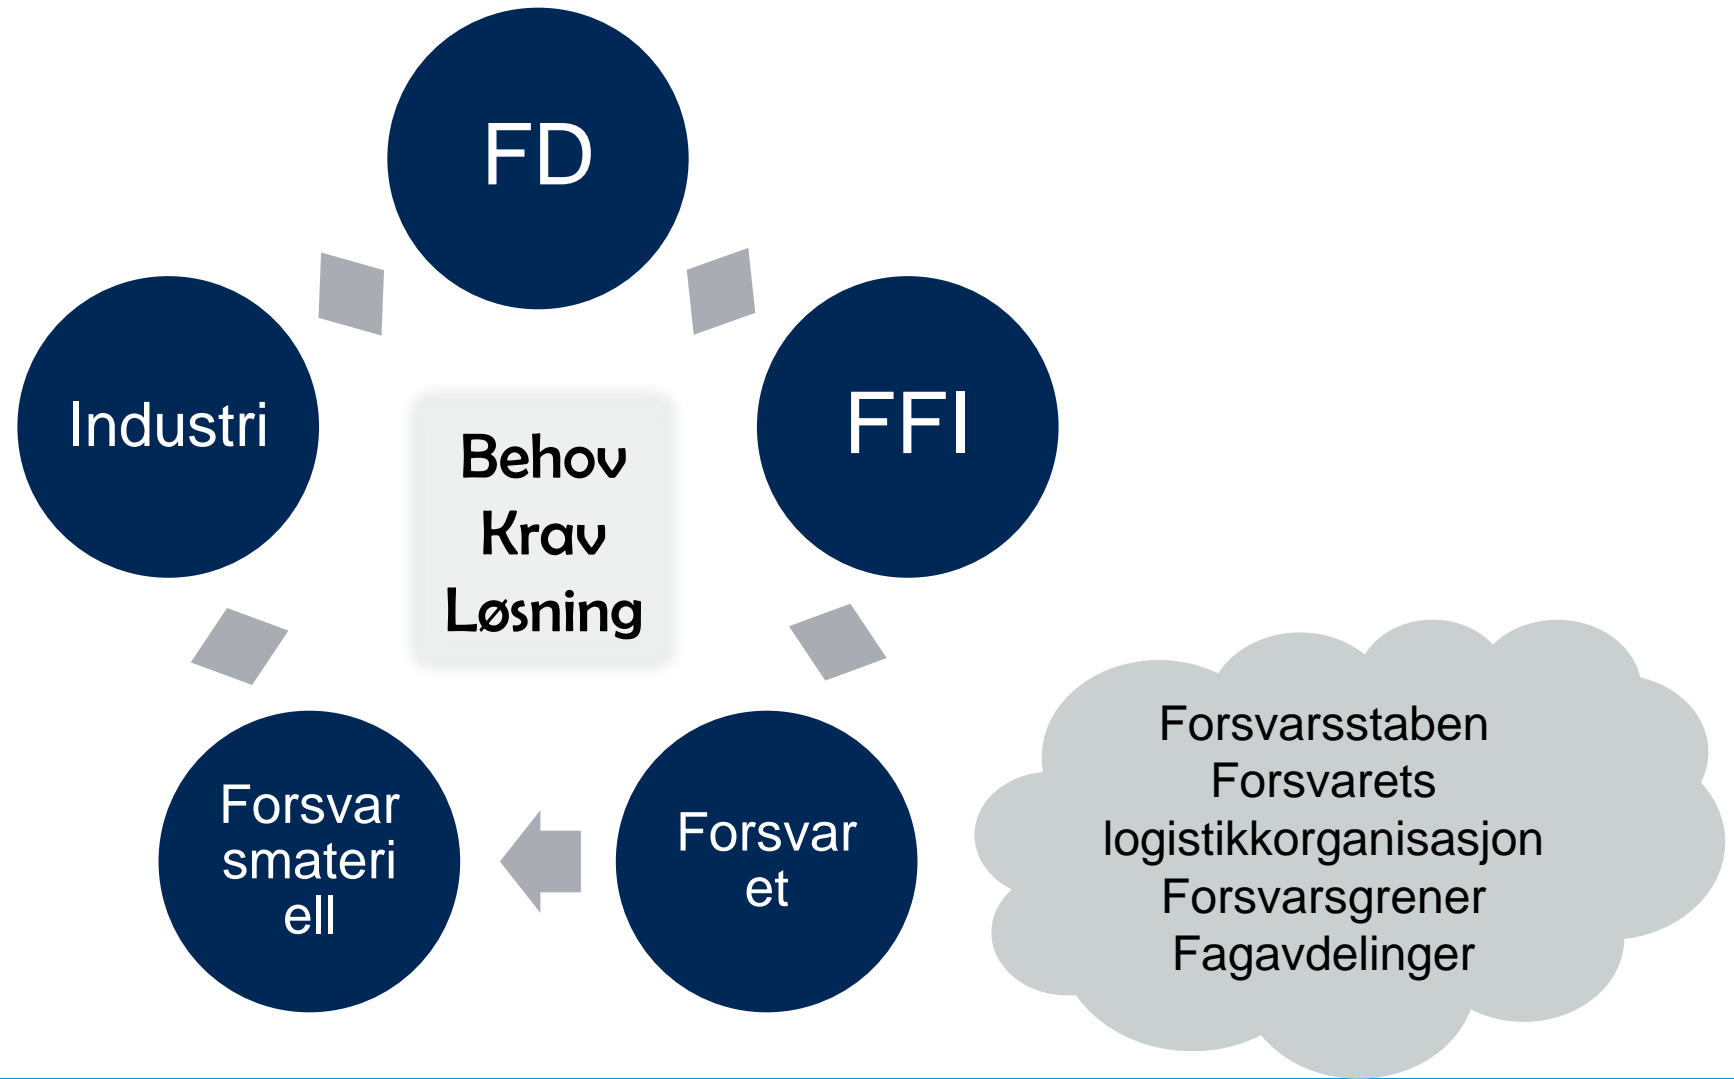 FD
Industri
FFI
Behov
Krav
Løsning
Forsvar
smateri
ell
Forsvar
et
Forsvarsstaben
Forsvarets
logistikkorganisasjon
Forsvarsgrener
Fagavdelinger